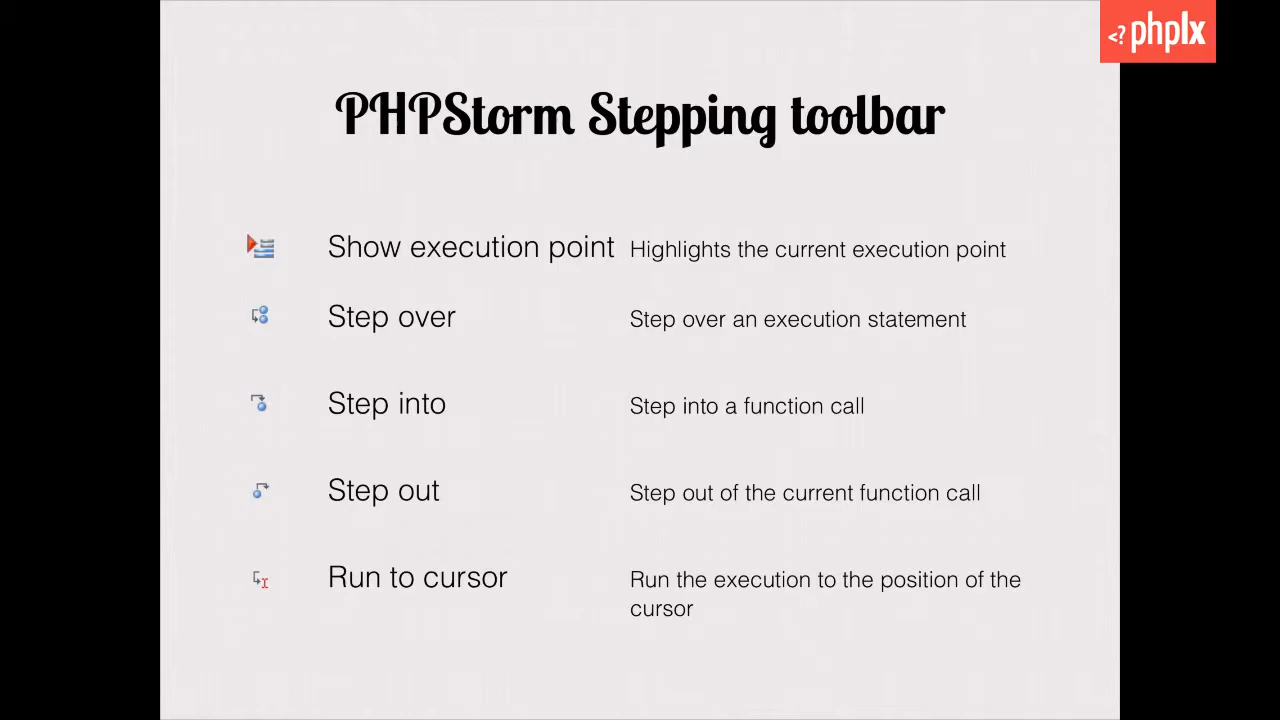 <? phplx
PHPStorm Stepping toolbar
Show execution point Highlights the current execution point
Step over Step over an execution statement
Step into Step into a function call
Step out Step out of the current function call
Run to cursor Run the execution to the position of the
cursor